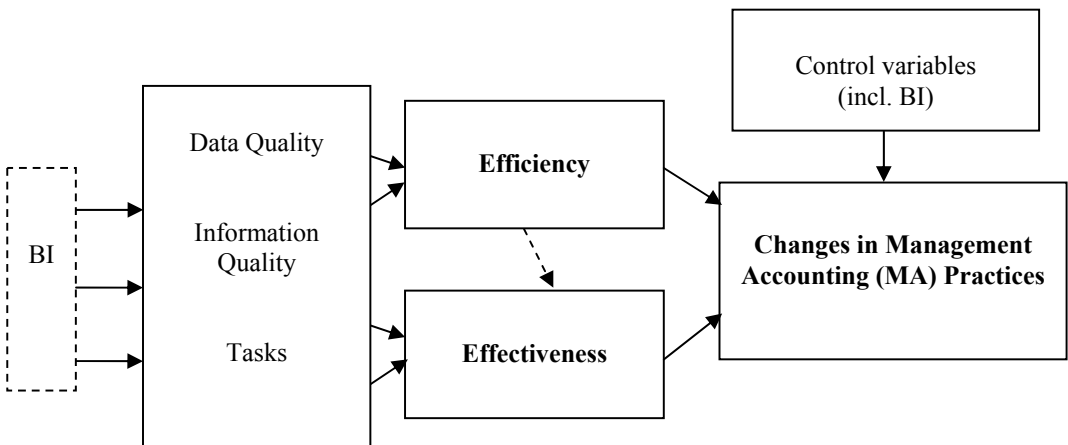 BI
Data Quality
Information
Quality
Tasks
Efficiency
Effectiveness
Control variables
(incl. BI)
Changes in Management
Accounting (MA) Practices